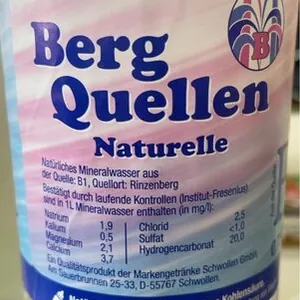 B
Berg
Quellen
Naturelle
Natürliches Mineralwasser aus
der Quelle: B1, Quellort: Rinzenberg
Bestätigt durch laufende Kontrollen (Institut-Fresenius)
sind in 1L Mineralwasser enthalten (in mg/l):
Natrium 1,9 Chlorid 2,5
Kalium 0,5 Sulfat <1,0
Magnesium 2,1 Hydrogencarbonat 20,0
Calcium 3,7
Ein Qualitätsprodukt der Markengetränke Schwollen GmbH,
Am Sauerbrunnen 25-33, D-55767 Schwollen
Kohlensäure.